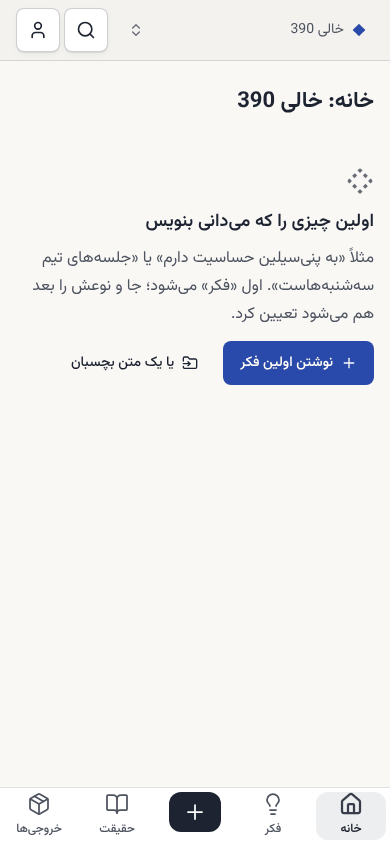 خالی 390
خانه: خالی 390
اولین چیزی را که می‌دانی بنویس
مثلاً «به پنی‌سیلین حساسیت دارم» یا «جلسه‌های تیم
سه‌شنبه‌هاست». اول «فکر» می‌شود؛ جا و نوعش را بعد
هم می‌شود تعیین کرد.
نوشتن اولین فکر
یا یک متن بچسبان
خانه
فکر
حقیقت
خروجی‌ها